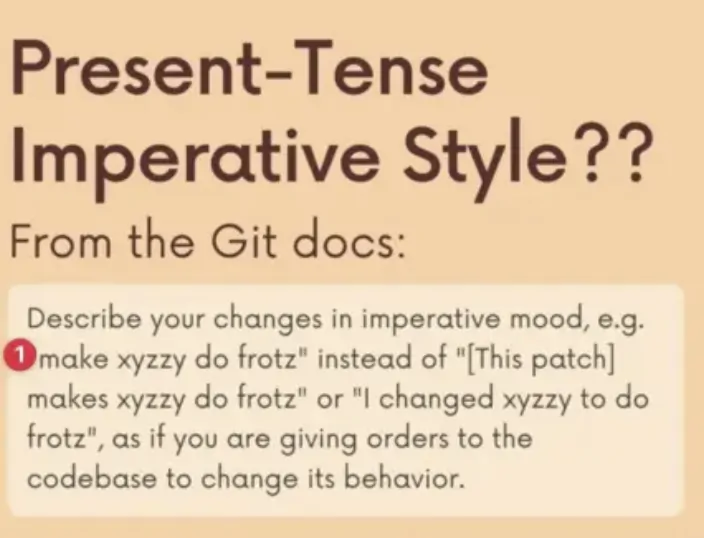 Present-Tense
Imperative Style??
From the Git docs:
Describe your changes in imperative mood, e.g.
1 make xyzzy do frotz" instead of "[This patch]
makes xyzzy do frotz" or "I changed xyzzy to do
frotz", as if you are giving orders to the
codebase to change its behavior.